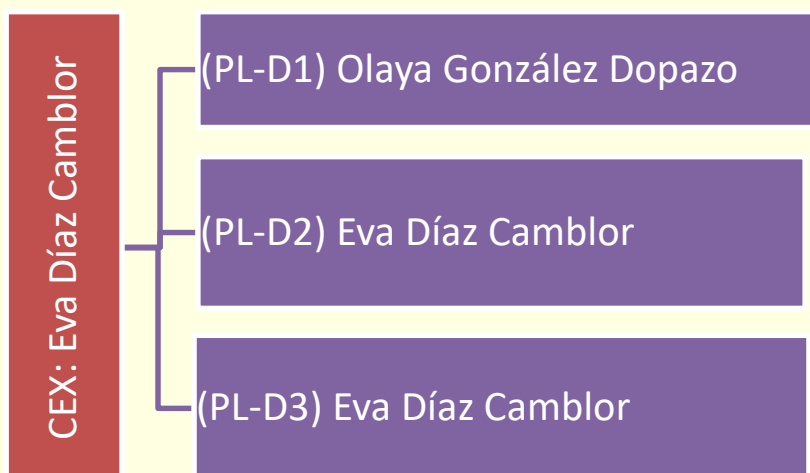 CEX: Eva Díaz Camblor
(PL-D1) Olaya González Dopazo
(PL-D2) Eva Díaz Camblor
(PL-D3) Eva Díaz Camblor